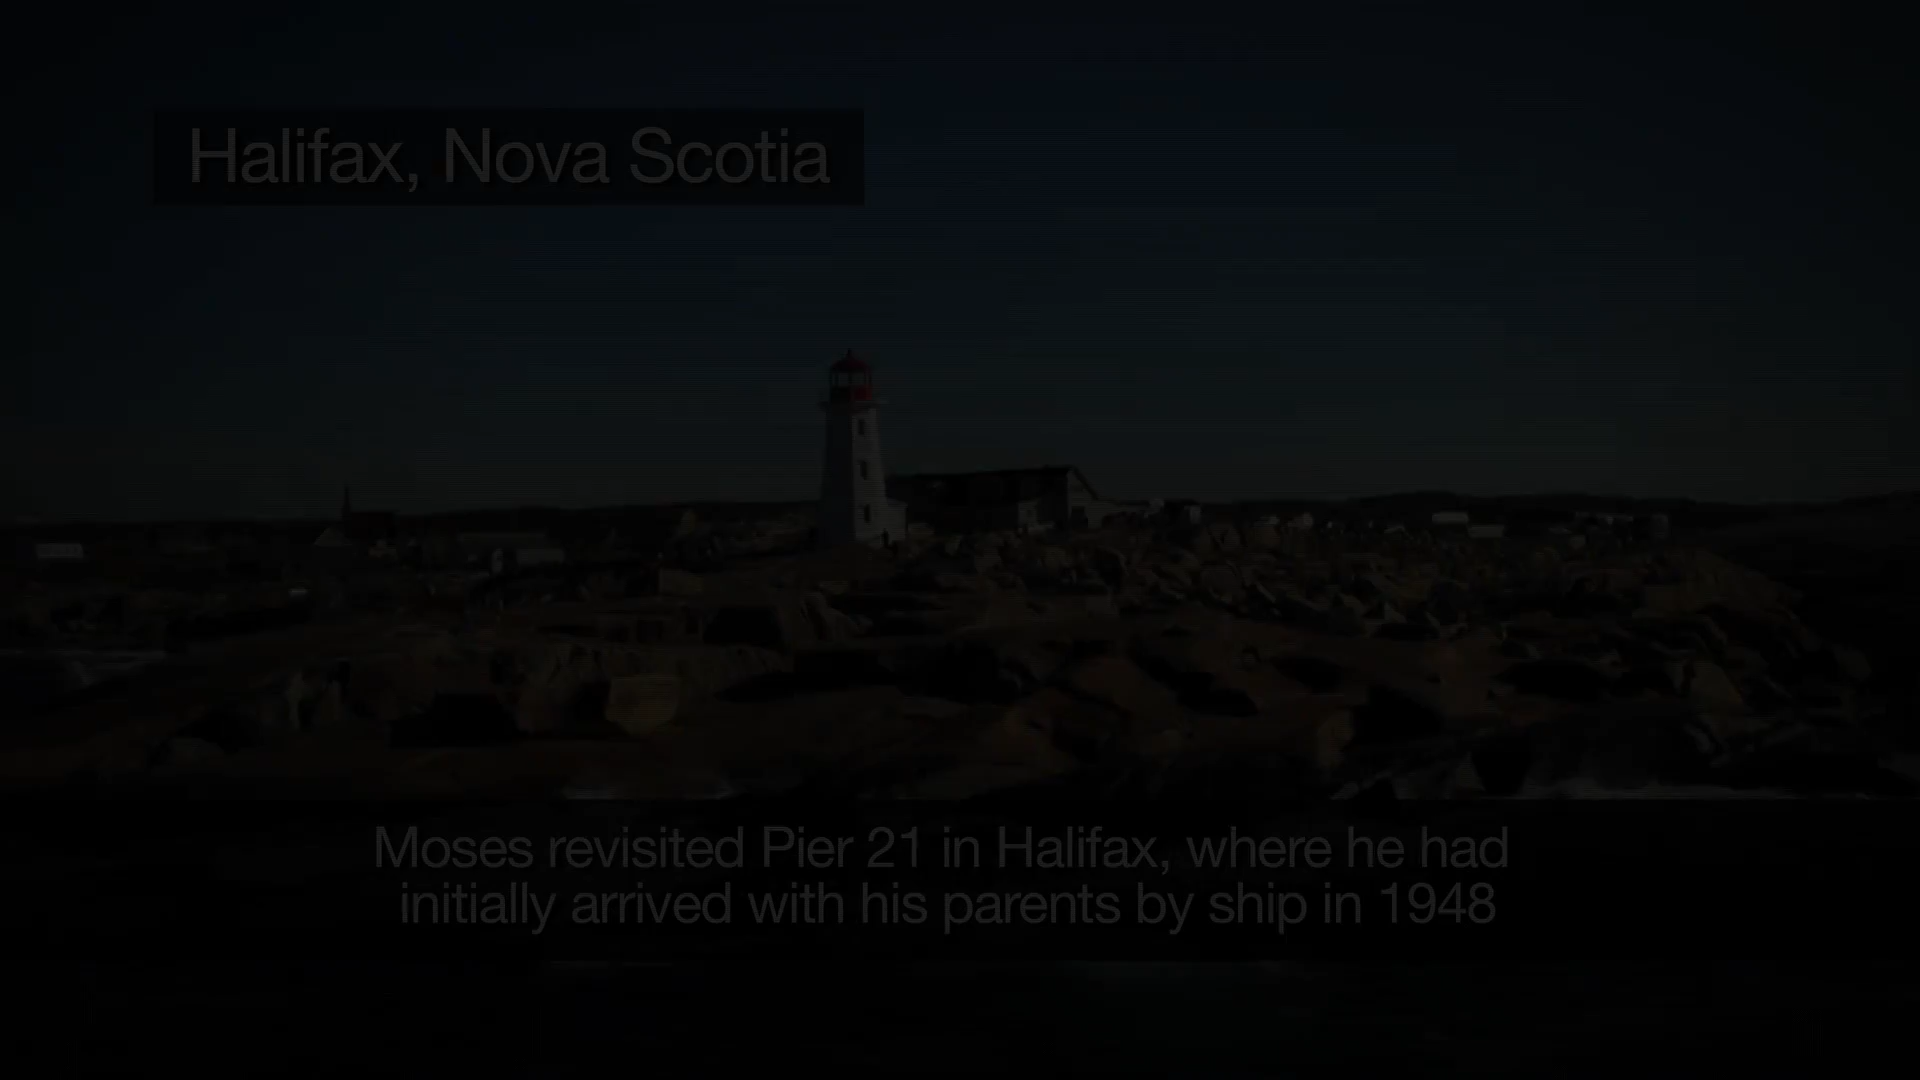 Halifax, Nova Scotia
Moses revisited Pier 21 in Halifax, where he had
initially arrived with his parents by ship in 1948